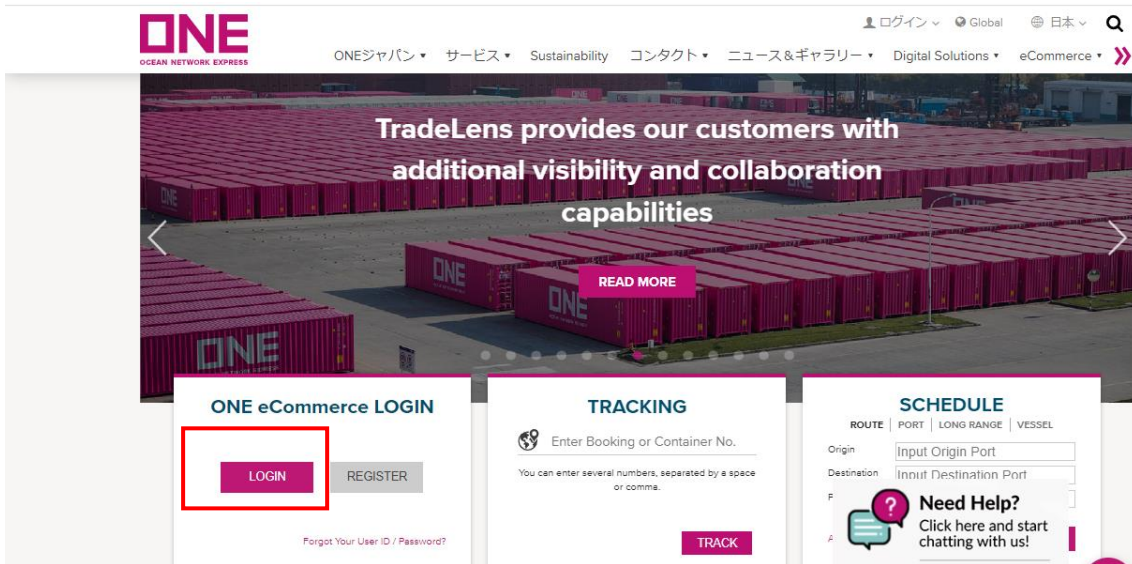 ONE
OCEAN NETWORK EXPRESS
ログイン Global 日本
ONEジャパン サービス Sustainability コンタクト ニュース&ギャラリー Digital Solutions eCommerce
TradeLens provides our customers with
additional visibility and collaboration
capabilities
READ MORE
ONE
ONE
ONE
ONE eCommerce LOGIN
LOGIN REGISTER
Forgot Your User ID / Password?
TRACKING
Enter Booking or Container No.
You can enter several numbers, separated by a space
or comma.
TRACK
SCHEDULE
ROUTE PORT LONG RANGE VESSEL
Origin Input Origin Port
Destination Input Destination Port
Need Help?
Click here and start
chatting with us!